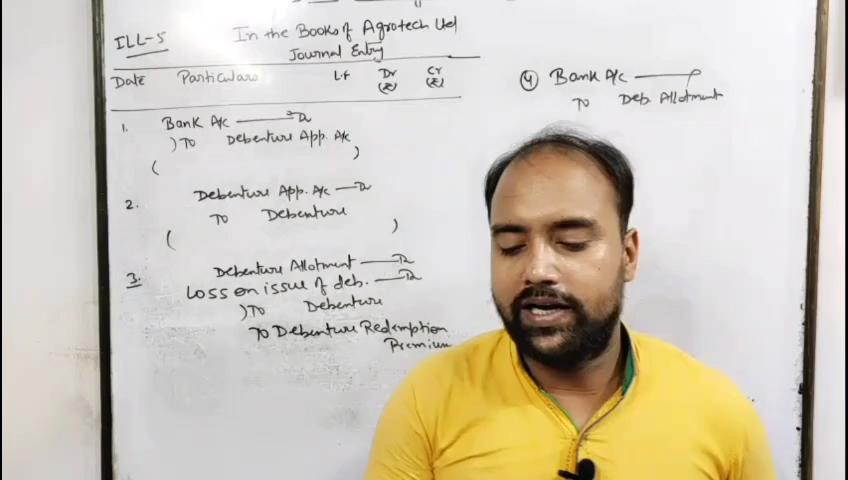 ILL-5
In the Books of Agrotech Ltd
Journal Entry
Date Particulars L.f Dr (₹) Cr (₹)
1. Bank A/c Dr
) To Debenture App. A/c
( )
2. Debenture App. A/c Dr
To Debenture
( )
3. Debenture Allotment Dr
Loss on issue of deb. Dr
) To Debenture
To Debenture Redemption
Premium
④ Bank A/c
To Deb. Allotment